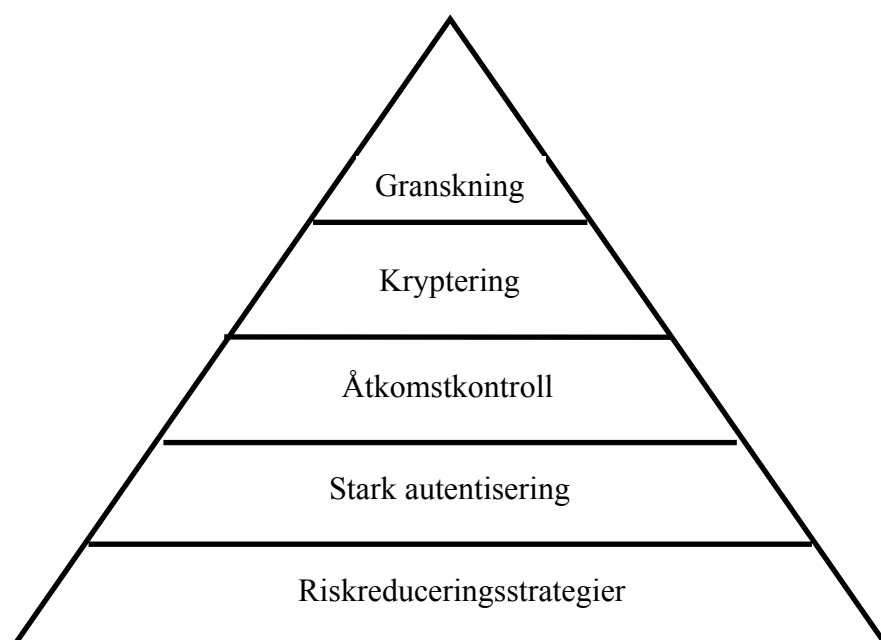 Granskning
Kryptering
Åtkomstkontroll
Stark autentisering
Riskreduceringsstrategier